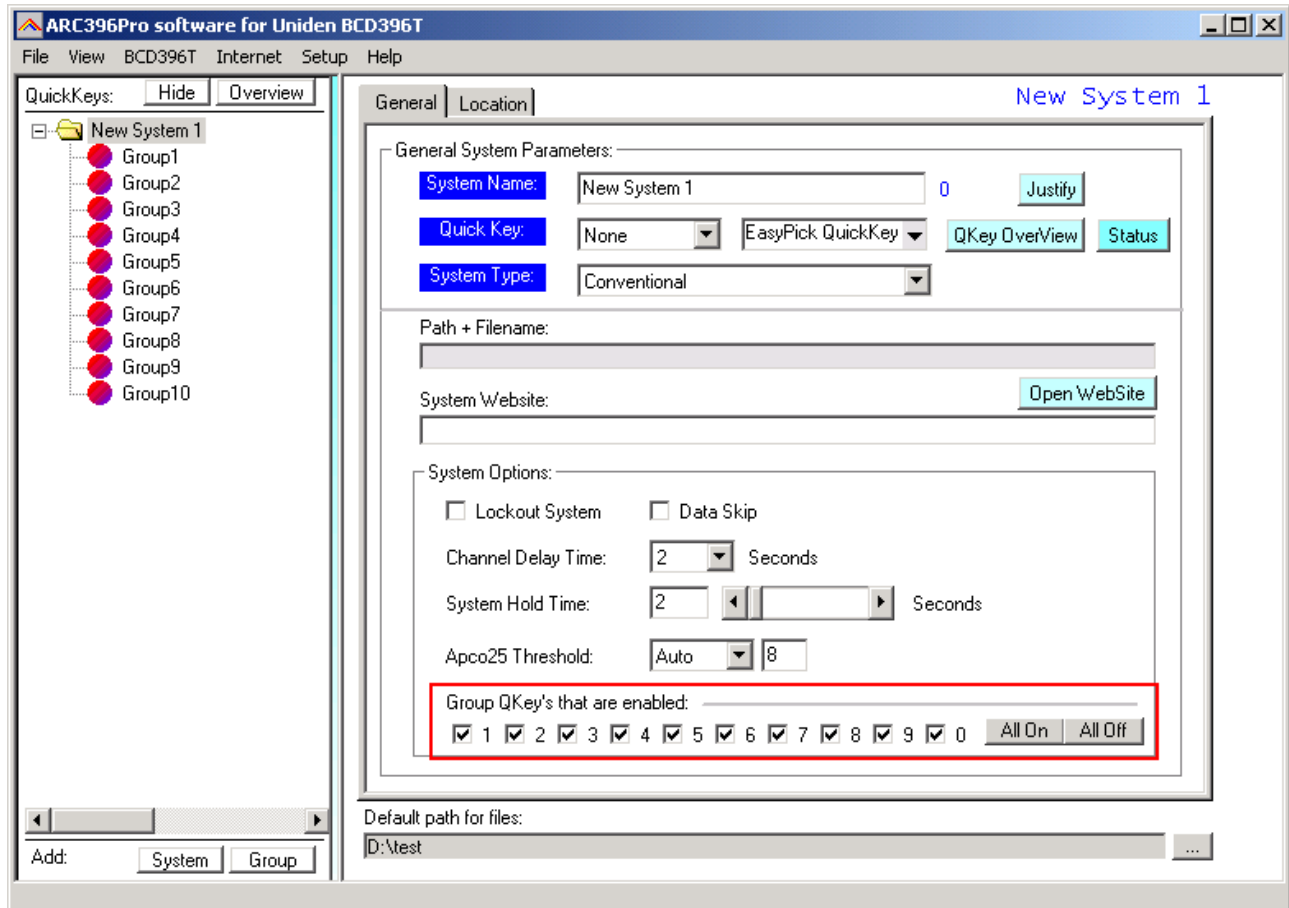 ARC396Pro software for Uniden BCD396T
File View BCD396T Internet Setup Help
QuickKeys: Hide Overview
New System 1
Group1
Group2
Group3
Group4
Group5
Group6
Group7
Group8
Group9
Group10
Add: System Group
General Location
New System 1
General System Parameters:
System Name: New System 1 0 Justify
Quick Key: None EasyPick QuickKey QKey OverView Status
System Type: Conventional
Path + Filename:
System Website: Open WebSite
System Options:
Lockout System Data Skip
Channel Delay Time: 2 Seconds
System Hold Time: 2 Seconds
Apco25 Threshold: Auto 8
Group QKey's that are enabled:
1 2 3 4 5 6 7 8 9 0 All On All Off
Default path for files:
D:\test ...